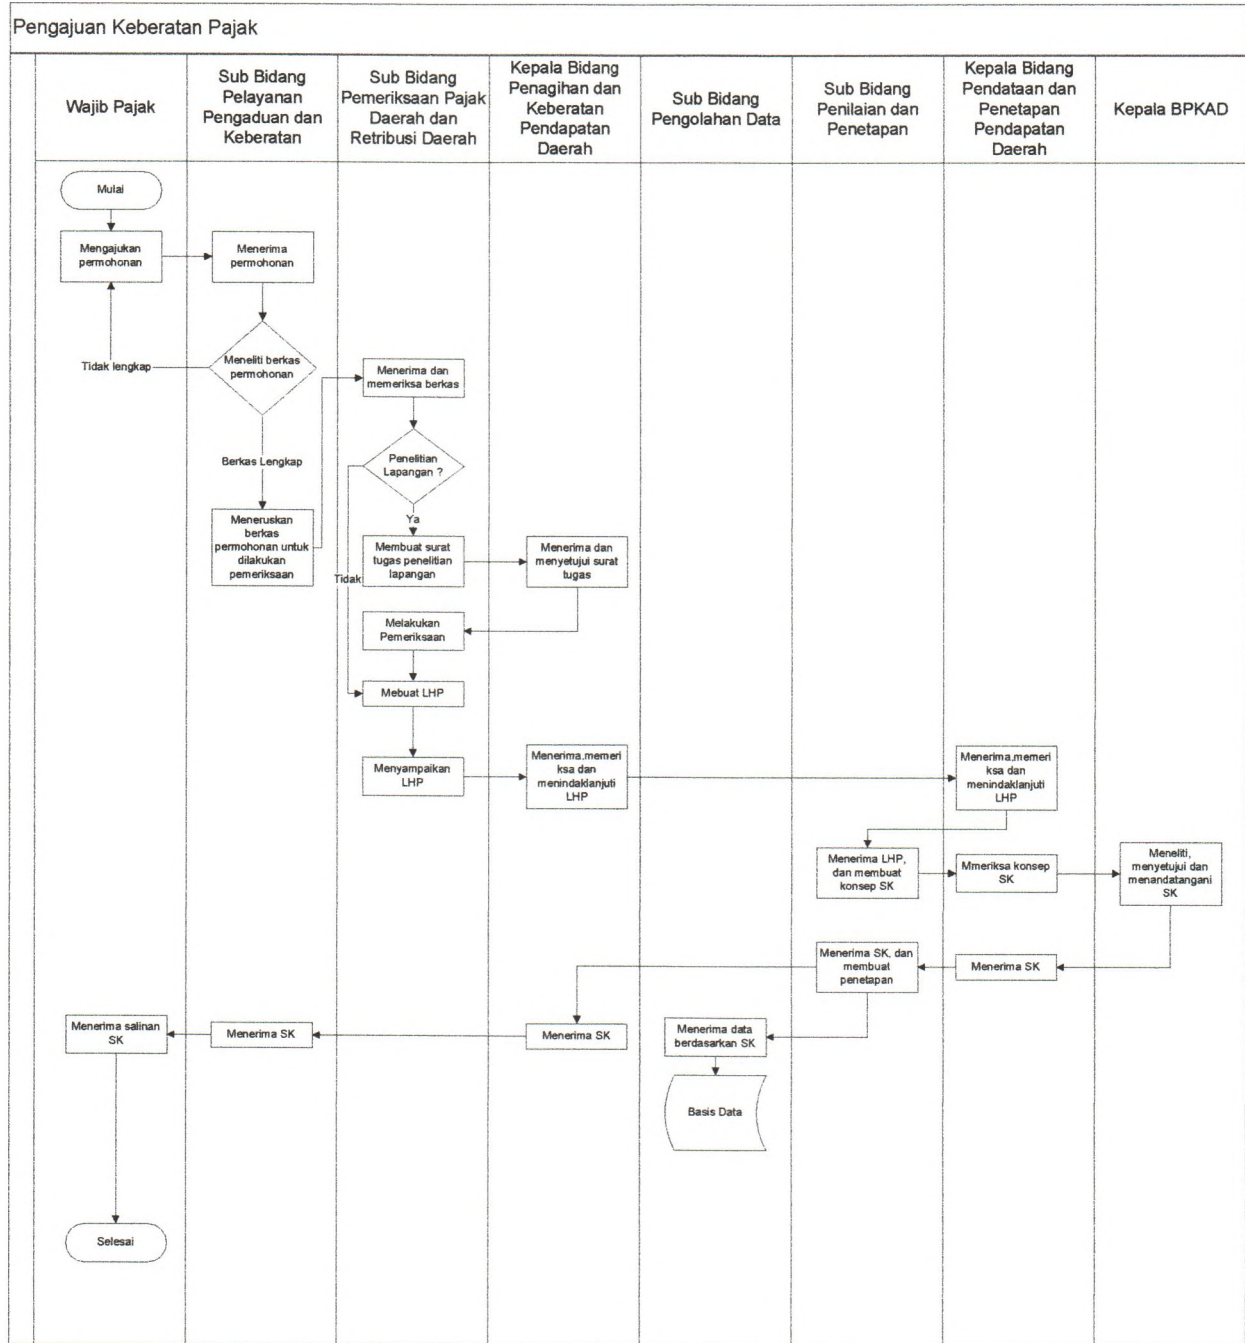 Pengajuan Keberatan Pajak
Wajib Pajak
Sub Bidang
Pelayanan
Pengaduan dan
Keberatan
Sub Bidang
Pemeriksaan Pajak
Daerah dan
Retribusi Daerah
Kepala Bidang
Penagihan dan
Keberatan
Pendapatan
Daerah
Sub Bidang
Pengolahan Data
Sub Bidang
Penilaian dan
Penetapan
Kepala Bidang
Pendataan dan
Penetapan
Pendapatan
Daerah
Kepala BPKAD
Mulai
Mengajukan
permohonan
Menerima
permohonan
Meneliti berkas
permohonan
Tidak lengkap
Berkas Lengkap
Meneruskan
berkas
permohonan untuk
dilakukan
pemeriksaan
Menerima dan
memeriksa berkas
Penelitian
Lapangan ?
Ya
Tidak
Membuat surat
tugas penelitian
lapangan
Menerima dan
menyetujui surat
tugas
Melakukan
Pemeriksaan
Mebuat LHP
Menyampaikan
LHP
Menerima,memeri
ksa dan
menindaklanjuti
LHP
Menerima,memeri
ksa dan
menindaklanjuti
LHP
Menerima LHP,
dan membuat
konsep SK
Mmeriksa konsep
SK
Meneliti,
menyetujui dan
menandatangani
SK
Menerima SK, dan
membuat
penetapan
Menerima SK
Menerima salinan
SK
Menerima SK
Menerima SK
Menerima data
berdasarkan SK
Basis Data
Selesai